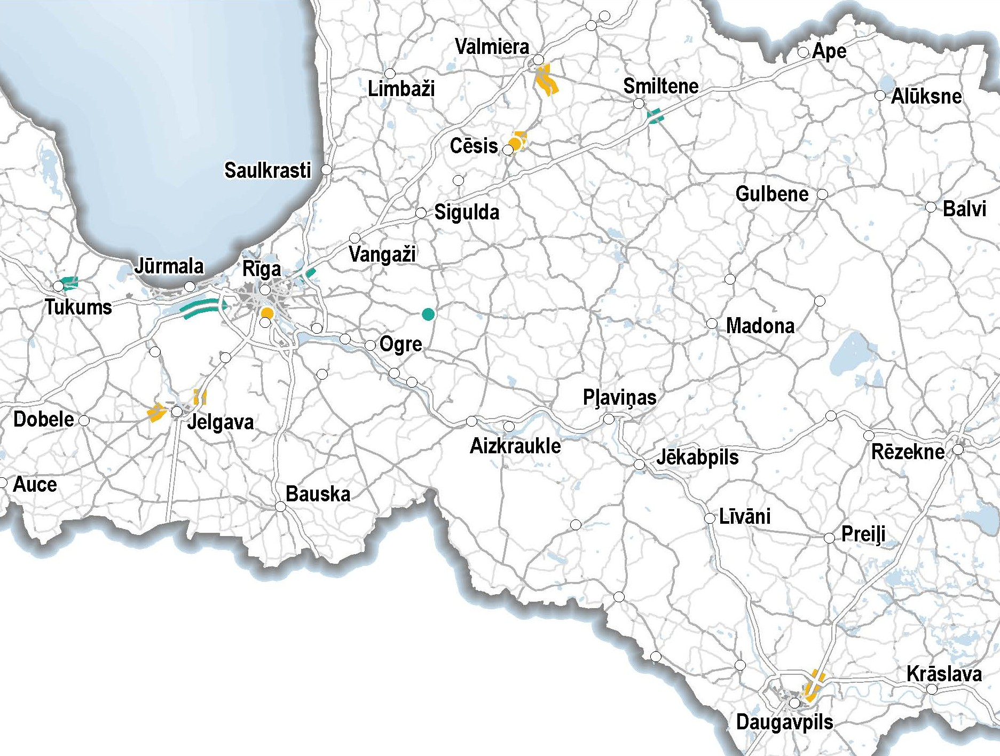 Valmiera
Ape
Limbaži
Smiltene
Alūksne
Cēsis
Saulkrasti
Gulbene
Balvi
Sigulda
Vangaži
Jūrmala
Rīga
Tukums
Madona
Ogre
Pļaviņas
Dobele
Jelgava
Aizkraukle
Rēzekne
Jēkabpils
Auce
Bauska
Līvāni
Preiļi
Krāslava
Daugavpils